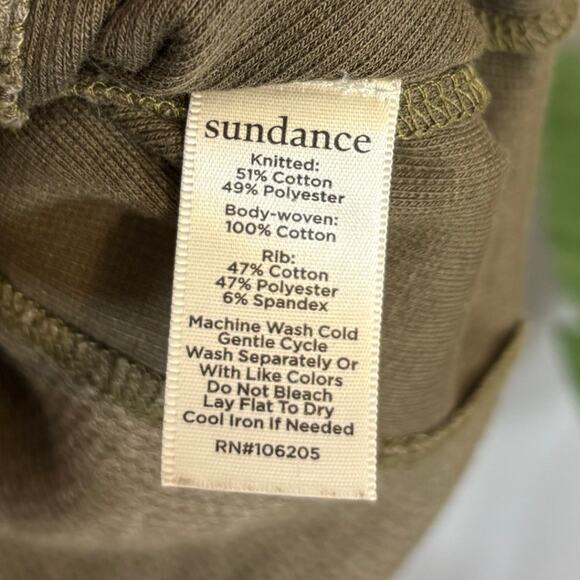 sundance
Knitted:
51% Cotton
49% Polyester
Body-woven:
100% Cotton
Rib:
47% Cotton
47% Polyester
6% Spandex
Machine Wash Cold
Gentle Cycle
Wash Separately Or
With Like Colors
Do Not Bleach
Lay Flat To Dry
Cool Iron If Needed
RN#106205